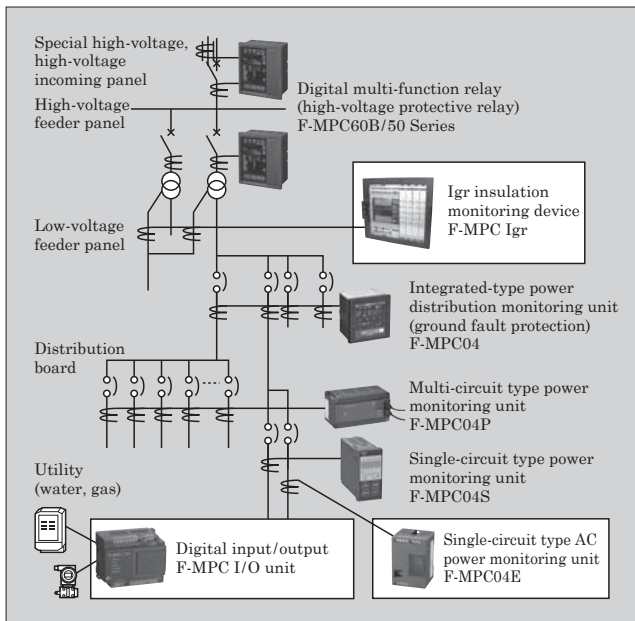 Special high-voltage,
high-voltage
incoming panel
High-voltage
feeder panel
Digital multi-function relay
(high-voltage protective relay)
F-MPC60B/50 Series
Low-voltage
feeder panel
Igr insulation
monitoring device
F-MPC Igr
Integrated-type power
distribution monitoring unit
(ground fault protection)
F-MPC04
Distribution
board
Multi-circuit type power
monitoring unit
F-MPC04P
Single-circuit type power
monitoring unit
F-MPC04S
Utility
(water, gas)
Digital input/output
F-MPC I/O unit
Single-circuit type AC
power monitoring unit
F-MPC04E